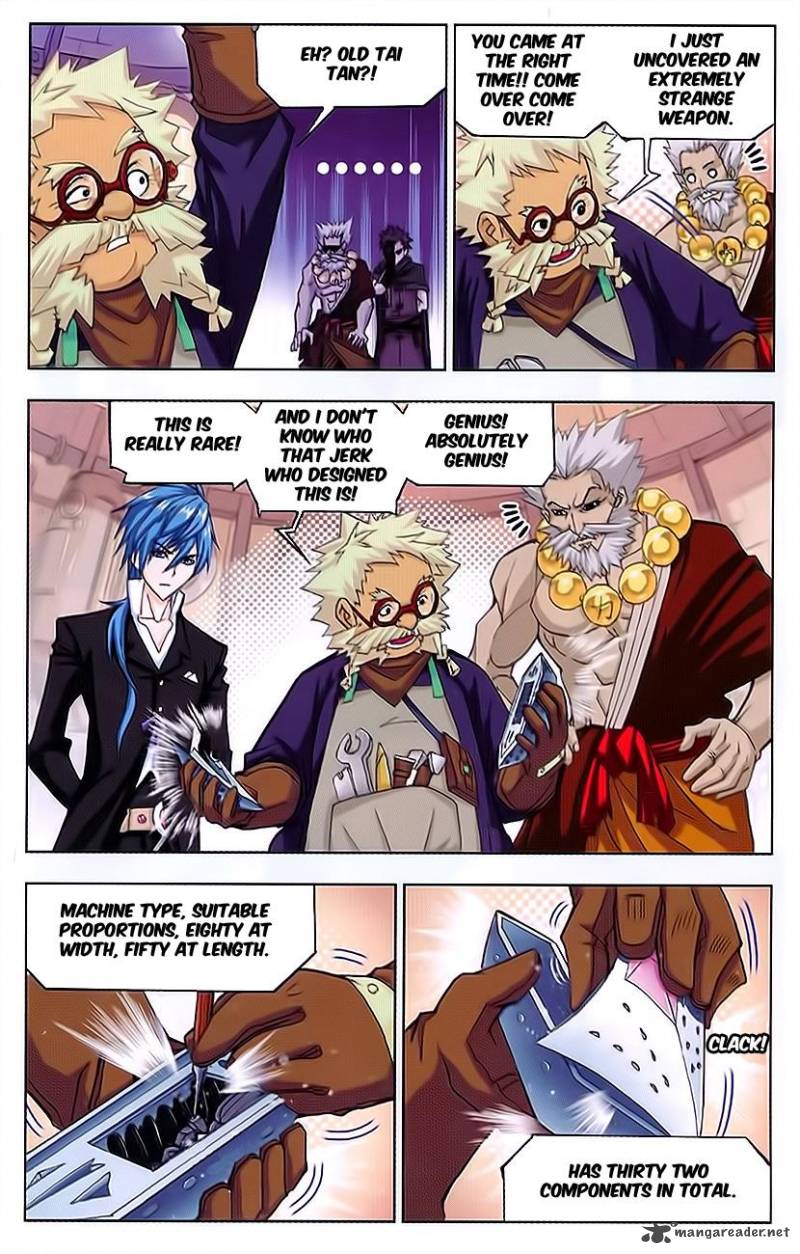 EH? OLD TAI
TAN?!
......
YOU CAME AT
THE RIGHT
TIME!! COME
OVER COME
OVER!
I JUST
UNCOVERED AN
EXTREMELY
STRANGE
WEAPON.
THIS IS
REALLY RARE!
AND I DON'T
KNOW WHO
THAT JERK
WHO DESIGNED
THIS IS!
GENIUS!
ABSOLUTELY
GENIUS!
MACHINE TYPE, SUITABLE
PROPORTIONS, EIGHTY AT
WIDTH, FIFTY AT LENGTH.
CLACK!
HAS THIRTY TWO
COMPONENTS IN TOTAL.
mangareader.net